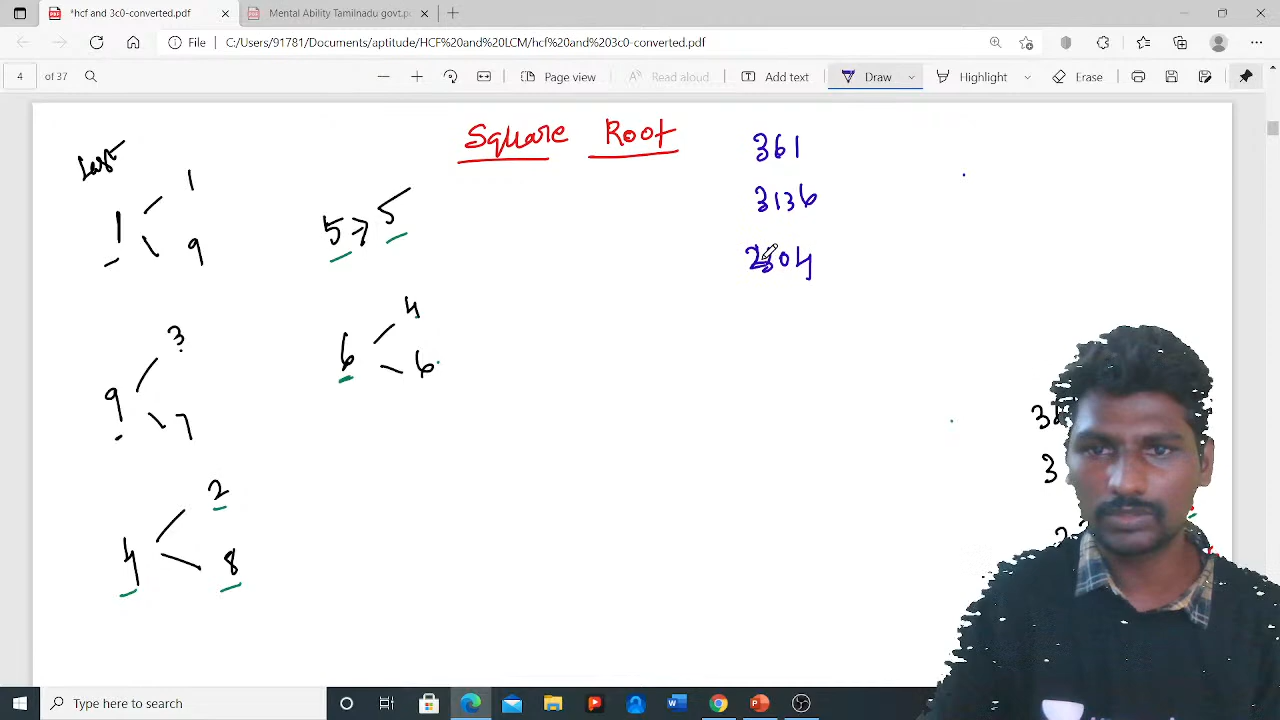 *hcf and 3c0-converted.pdf
Mental Ability Tamilnadu govt.p
File
C:/Users/91781/Documents/aptitude/HCF%20and%20LCM/hcf%20and%203c0-converted.pdf
4 of 37
Page view
Read aloud
Add text
Draw
Highlight
Erase
Square Root
Last
1
1
9
5 → 5
9
3
7
6
4
6
4
2
8
361
3136
3
Type here to search